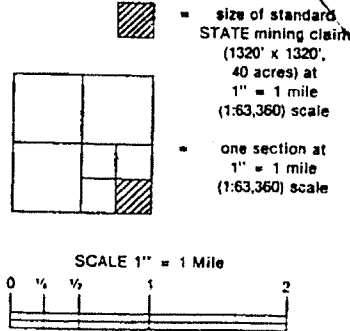 = size of standard
STATE mining claim
(1320' x 1320',
40 acres) at
1" = 1 mile
(1:63,360) scale
= one section at
1" = 1 mile
(1:63,360) scale
SCALE 1" = 1 Mile
0 ¼ ½ 1 2